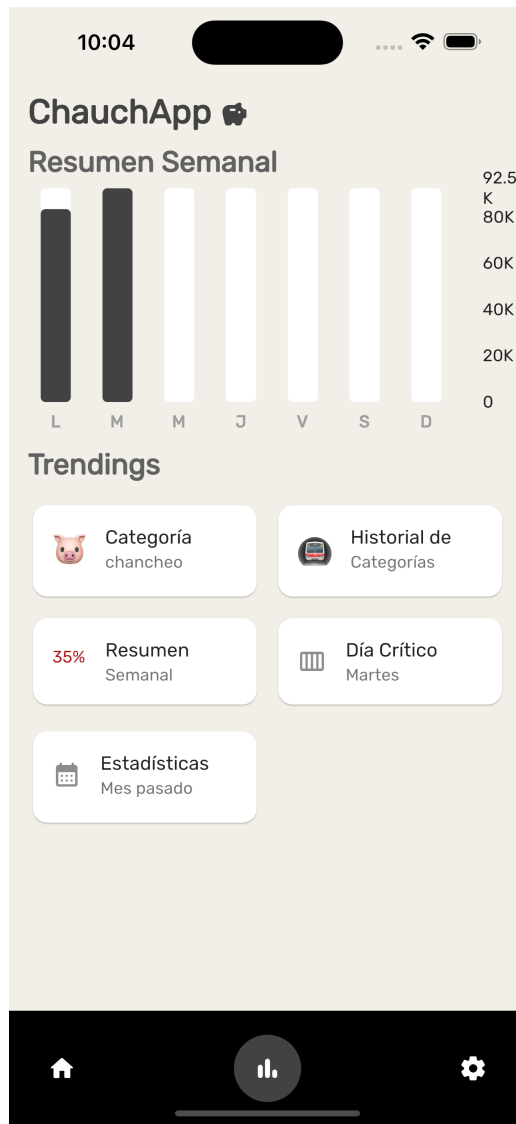 10:04
ChauchApp
Resumen Semanal
92.5
K
80K
60K
40K
20K
0
L M M J V S D
Trendings
Categoría
chancheo
Historial de
Categorías
35%
Resumen
Semanal
Día Crítico
Martes
Estadísticas
Mes pasado